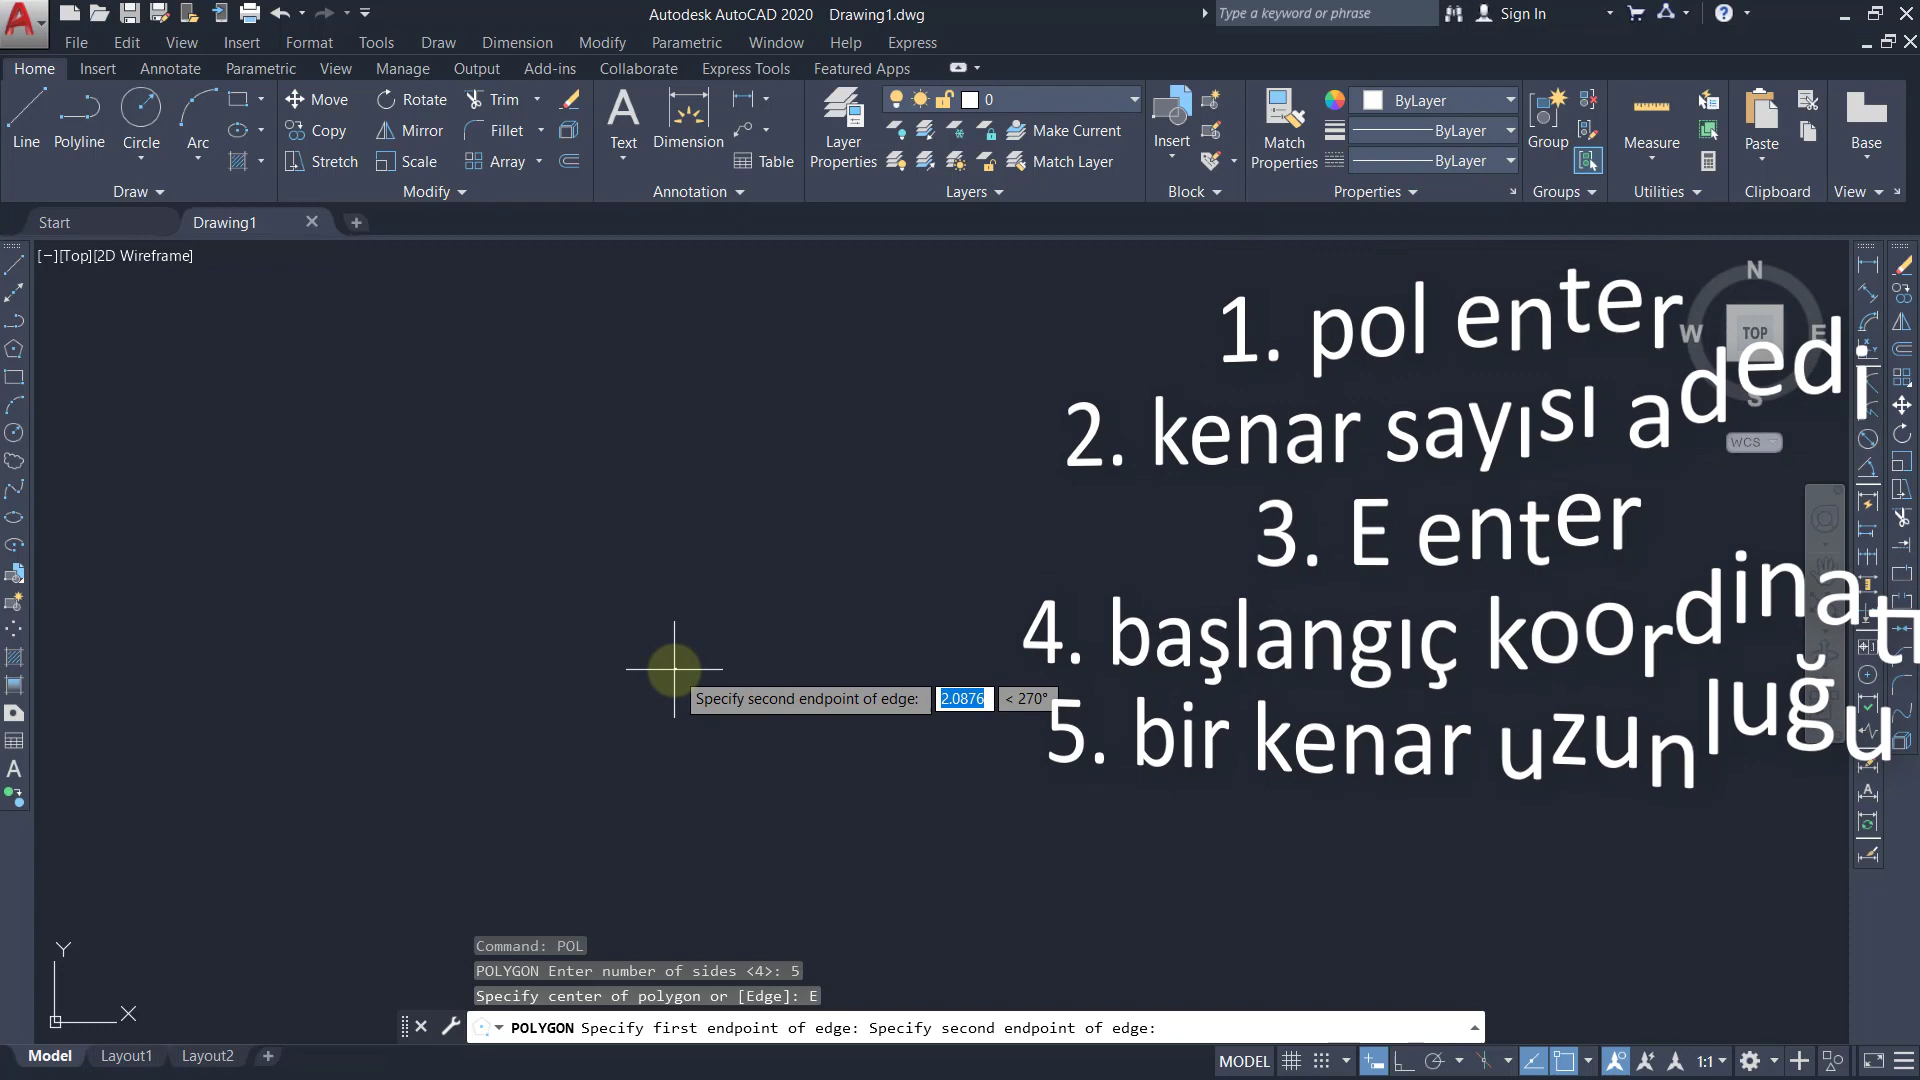 Autodesk AutoCAD 2020 Drawing1.dwg
Type a keyword or phrase
Sign In
File Edit View Insert Format Tools Draw Dimension Modify Parametric Window Help Express
Home Insert Annotate Parametric View Manage Output Add-ins Collaborate Express Tools Featured Apps
Line Polyline Circle Arc
Move Rotate Trim
Copy Mirror Fillet
Stretch Scale Array
Text Dimension Table
Layer Properties
0
Make Current
Match Layer
Insert
Match Properties
ByLayer
ByLayer
ByLayer
Group
Measure
Paste
Base
Draw Modify Annotation Layers Block Properties Groups Utilities Clipboard View
Start Drawing1
[−][Top][2D Wireframe]
N
W TOP E
S
WCS
1. pol enter
2. kenar sayısı adedi
3. E enter
4. başlangıç koordinatı
5. bir kenar uzunluğu
Specify second endpoint of edge: 2.0876 < 270°
Y
X
Command: POL
POLYGON Enter number of sides <4>: 5
Specify center of polygon or [Edge]: E
POLYGON Specify first endpoint of edge: Specify second endpoint of edge:
Model Layout1 Layout2
MODEL 1:1